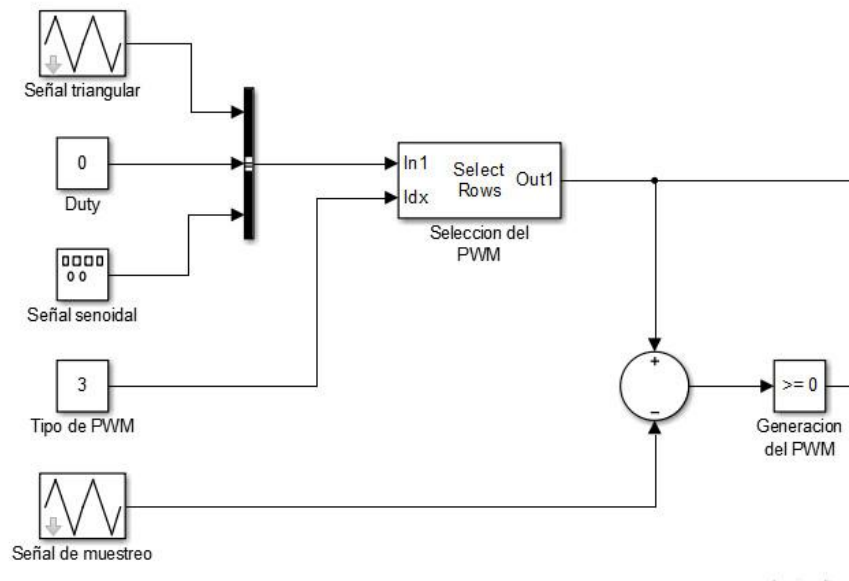 Señal triangular
0
Duty
Señal senoidal
3
Tipo de PWM
Señal de muestreo
In1
Idx
Select
Rows
Out1
Seleccion del
PWM
+
−
>= 0
Generacion
del PWM